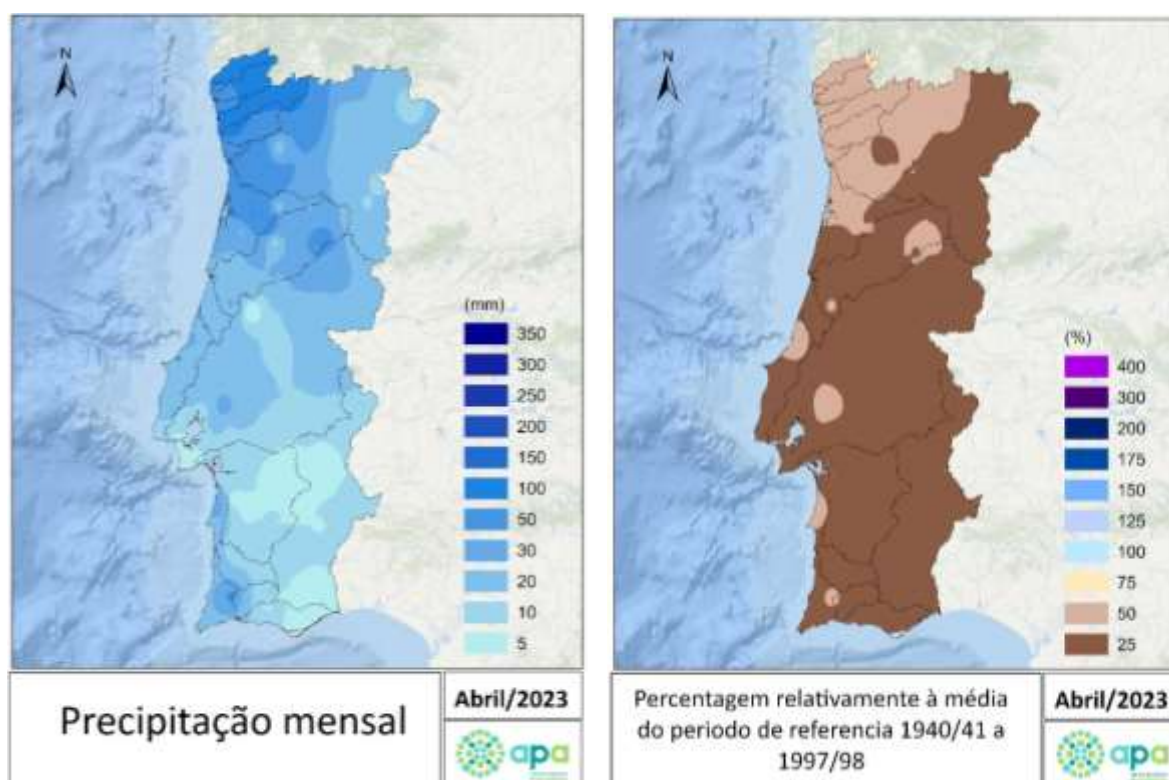 N
(mm)
350
300
250
200
150
100
50
30
20
10
5
Precipitação mensal
Abril/2023
apa
N
(%)
400
300
200
175
150
125
100
75
50
25
Percentagem relativamente à média
do periodo de referencia 1940/41 a
1997/98
Abril/2023
apa